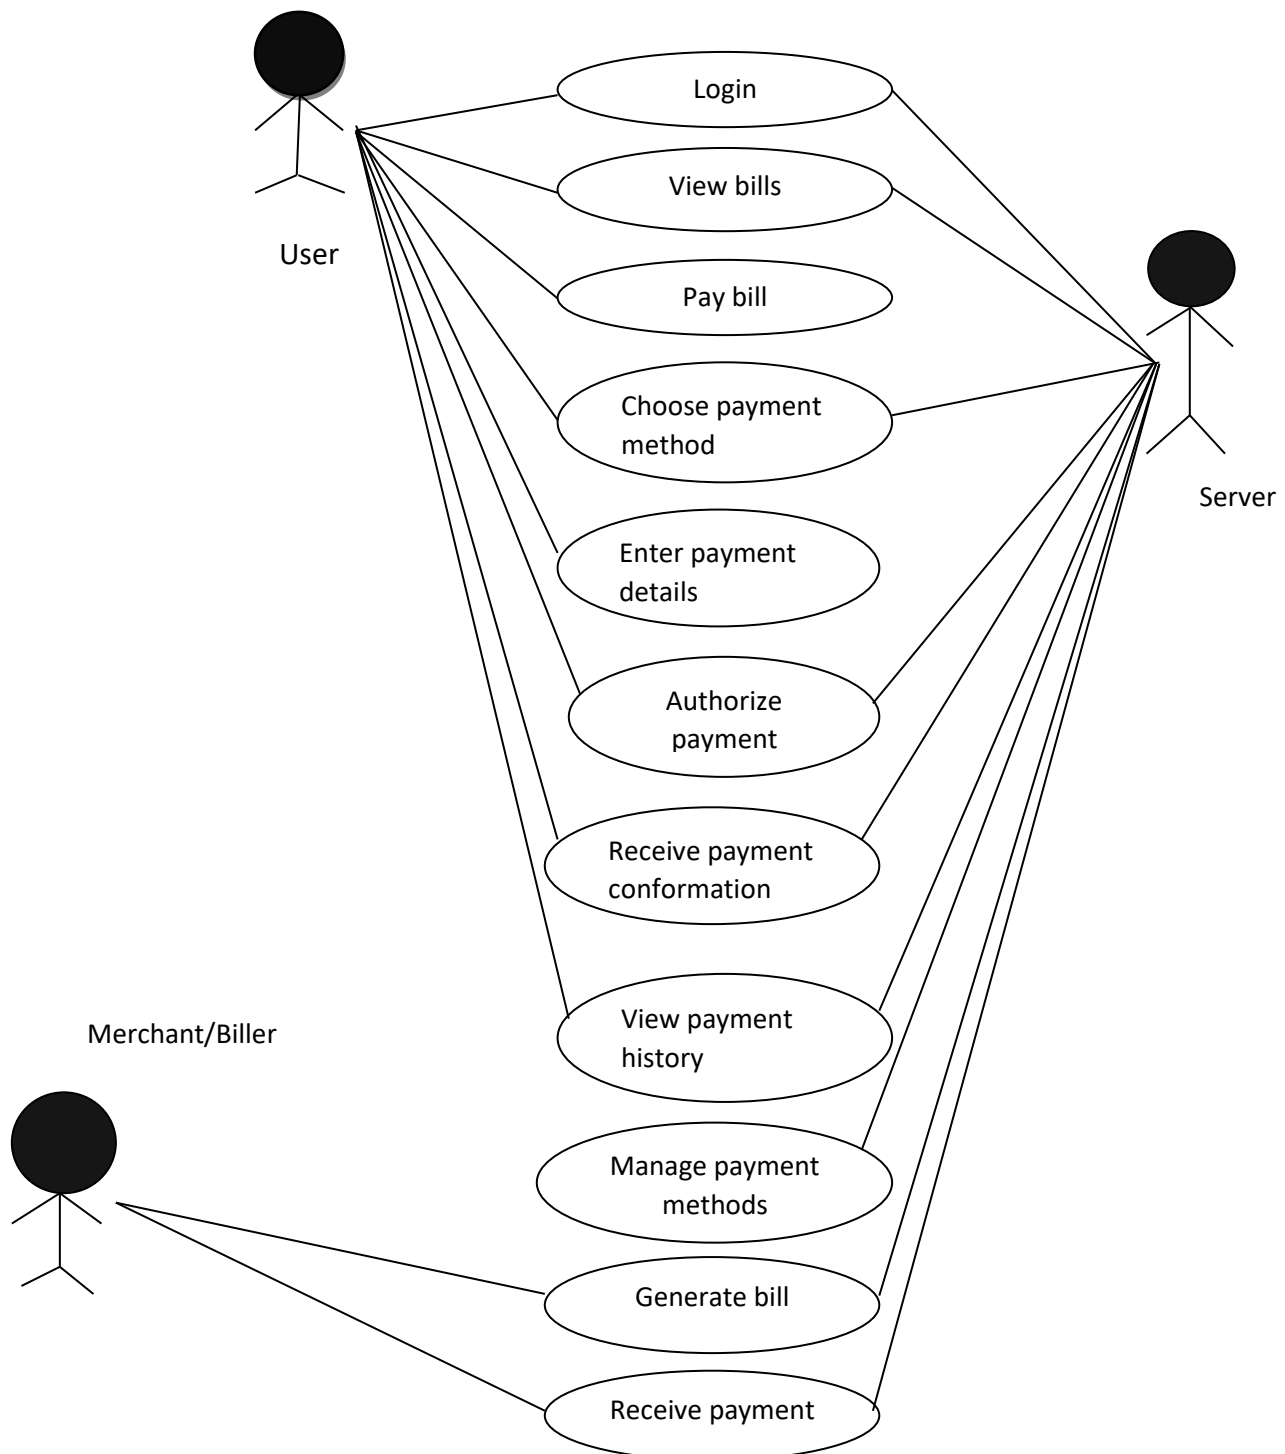 Login
View bills
User
Pay bill
Choose payment
method
Server
Enter payment
details
Authorize
payment
Receive payment
conformation
View payment
history
Merchant/Biller
Manage payment
methods
Generate bill
Receive payment